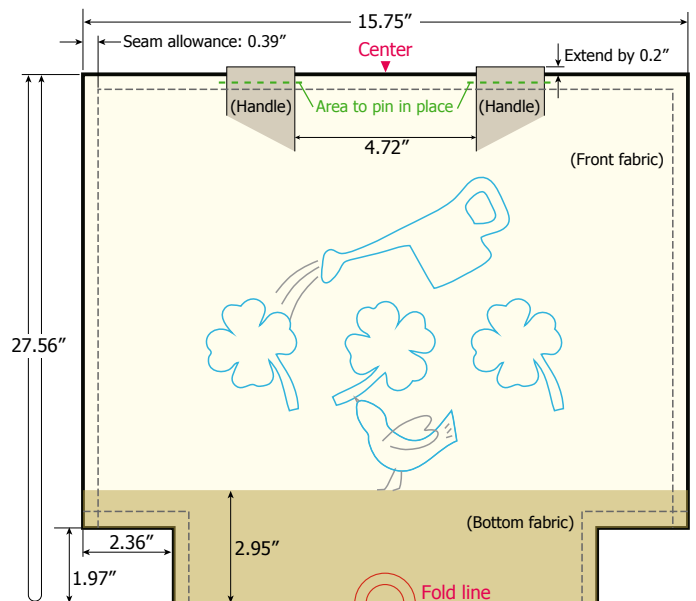 15.75″
Seam allowance: 0.39″
Center
Extend by 0.2″
(Handle)
Area to pin in place
(Handle)
4.72″
(Front fabric)
27.56″
(Bottom fabric)
2.36″
2.95″
1.97″
Fold line